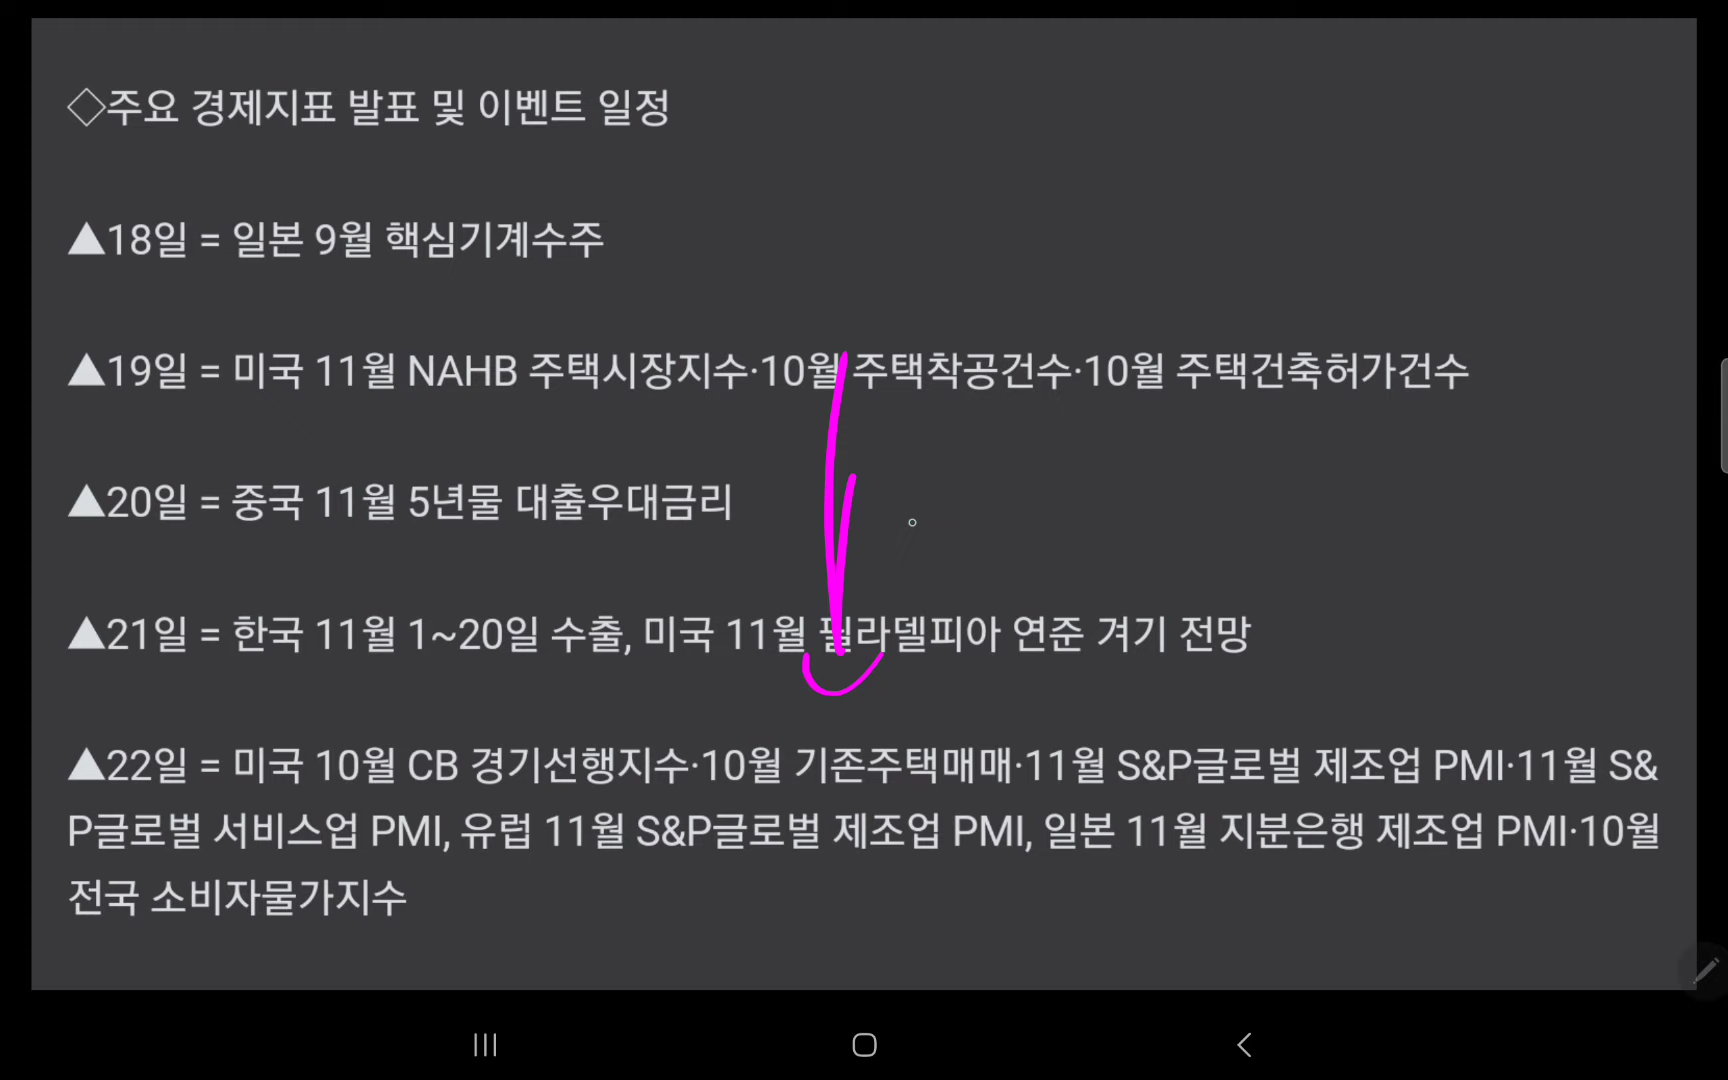 ◇주요 경제지표 발표 및 이벤트 일정
▲18일 = 일본 9월 핵심기계수주
▲19일 = 미국 11월 NAHB 주택시장지수·10월 주택착공건수·10월 주택건축허가건수
▲20일 = 중국 11월 5년물 대출우대금리
▲21일 = 한국 11월 1~20일 수출, 미국 11월 필라델피아 연준 겨기 전망
▲22일 = 미국 10월 CB 경기선행지수·10월 기존주택매매·11월 S&P글로벌 제조업 PMI·11월 S&
P글로벌 서비스업 PMI, 유럽 11월 S&P글로벌 제조업 PMI, 일본 11월 지분은행 제조업 PMI·10월
전국 소비자물가지수